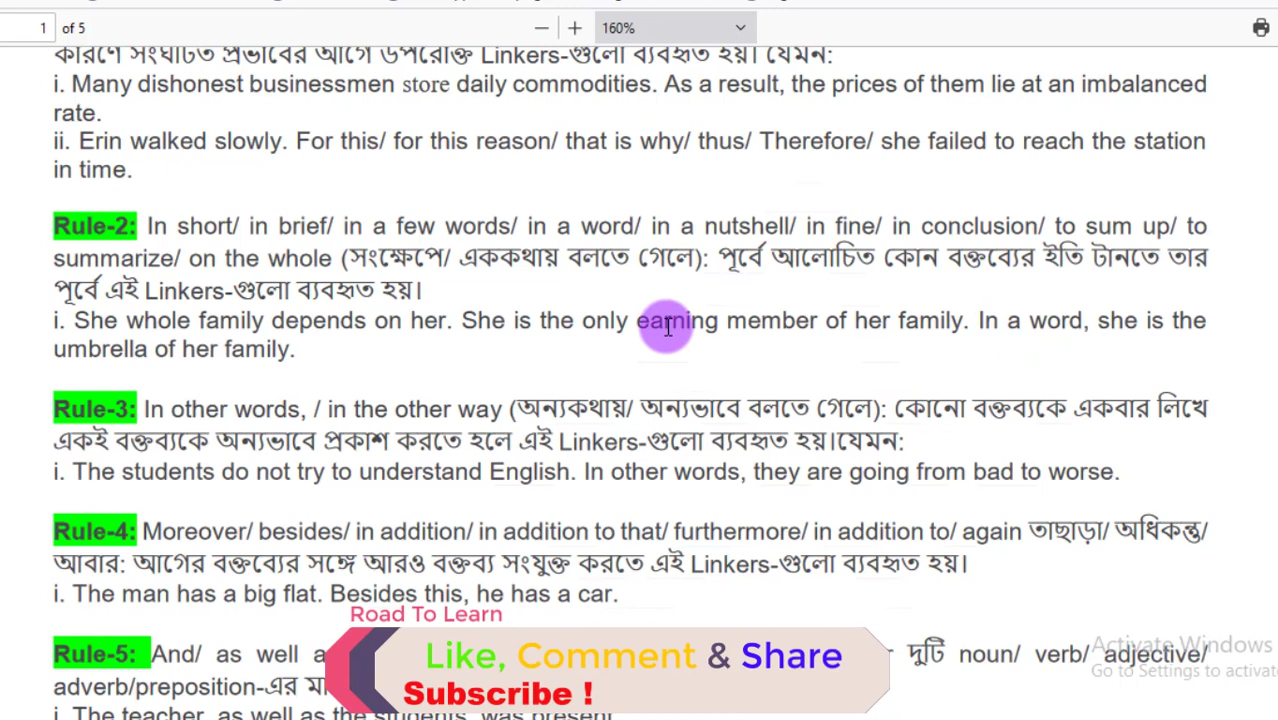 1 of 5
160%
কারণে সংঘটিত প্রভাবের আগে উপরোক্ত Linkers-গুলো ব্যবহৃত হয়। যেমন:
i. Many dishonest businessmen store daily commodities. As a result, the prices of them lie at an imbalanced
rate.
ii. Erin walked slowly. For this/ for this reason/ that is why/ thus/ Therefore/ she failed to reach the station
in time.
Rule-2: In short/ in brief/ in a few words/ in a word/ in a nutshell/ in fine/ in conclusion/ to sum up/ to
summarize/ on the whole (সংক্ষেপে/ এককথায় বলতে গেলে): পূর্বে আলোচিত কোন বক্তব্যের ইতি টানতে তার
পূর্বে এই Linkers-গুলো ব্যবহৃত হয়।
i. She whole family depends on her. She is the only earning member of her family. In a word, she is the
umbrella of her family.
Rule-3: In other words, / in the other way (অন্যকথায়/ অন্যভাবে বলতে গেলে): কোনো বক্তব্যকে একবার লিখে
একই বক্তব্যকে অন্যভাবে প্রকাশ করতে হলে এই Linkers-গুলো ব্যবহৃত হয়।যেমন:
i. The students do not try to understand English. In other words, they are going from bad to worse.
Rule-4: Moreover/ besides/ in addition/ in addition to that/ furthermore/ in addition to/ again তাছাড়া/ অধিকন্তু/
আবার: আগের বক্তব্যের সঙ্গে আরও বক্তব্য সংযুক্ত করতে এই Linkers-গুলো ব্যবহৃত হয়।
i. The man has a big flat. Besides this, he has a car.
Road To Learn
Rule-5: And/ as well দুটি noun/ verb/ adjective/
adverb/preposition-এর
Like, Comment & Share
Subscribe !
i. The teacher, as well as the students, was present
Activate Windows
Go to Settings to activat